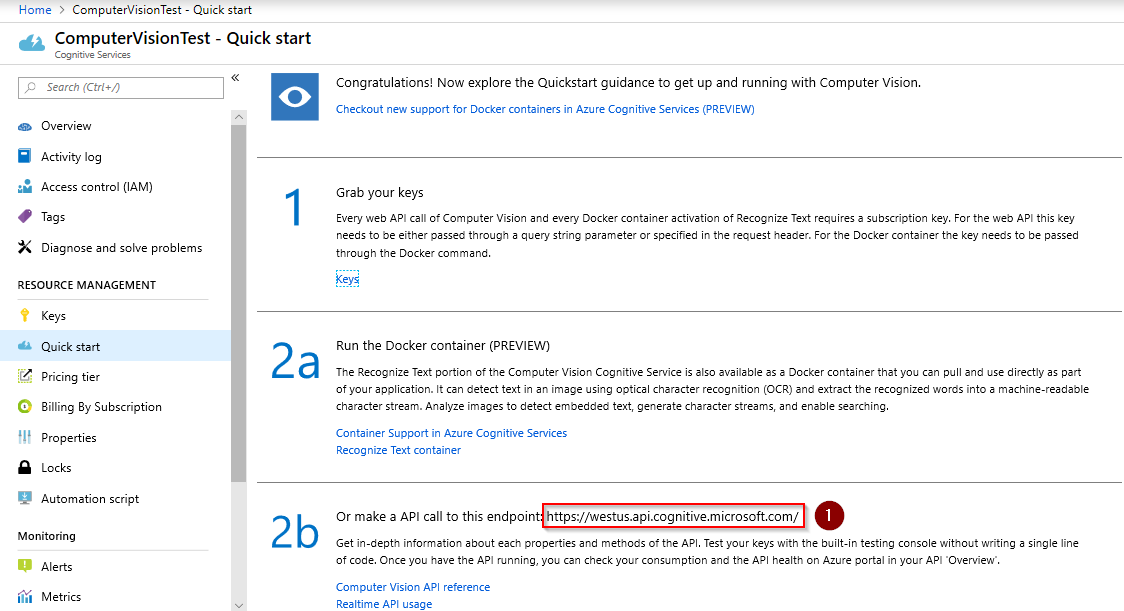 Home > ComputerVisionTest - Quick start
ComputerVisionTest - Quick start
Cognitive Services
Search (Ctrl+/)
«
Overview
Activity log
Access control (IAM)
Tags
Diagnose and solve problems
RESOURCE MANAGEMENT
Keys
Quick start
Pricing tier
Billing By Subscription
Properties
Locks
Automation script
Monitoring
Alerts
Metrics
Congratulations! Now explore the Quickstart guidance to get up and running with Computer Vision.
Checkout new support for Docker containers in Azure Cognitive Services (PREVIEW)
1
Grab your keys
Every web API call of Computer Vision and every Docker container activation of Recognize Text requires a subscription key. For the web API this key
needs to be either passed through a query string parameter or specified in the request header. For the Docker container the key needs to be passed
through the Docker command.
Keys
2a
Run the Docker container (PREVIEW)
The Recognize Text portion of the Computer Vision Cognitive Service is also available as a Docker container that you can pull and use directly as part
of your application. It can detect text in an image using optical character recognition (OCR) and extract the recognized words into a machine-readable
character stream. Analyze images to detect embedded text, generate character streams, and enable searching.
Container Support in Azure Cognitive Services
Recognize Text container
2b
Or make a API call to this endpoint: https://westus.api.cognitive.microsoft.com/ 1
Get in-depth information about each properties and methods of the API. Test your keys with the built-in testing console without writing a single line
of code. Once you have the API running, you can check your consumption and the API health on Azure portal in your API 'Overview'.
Computer Vision API reference
Realtime API usage